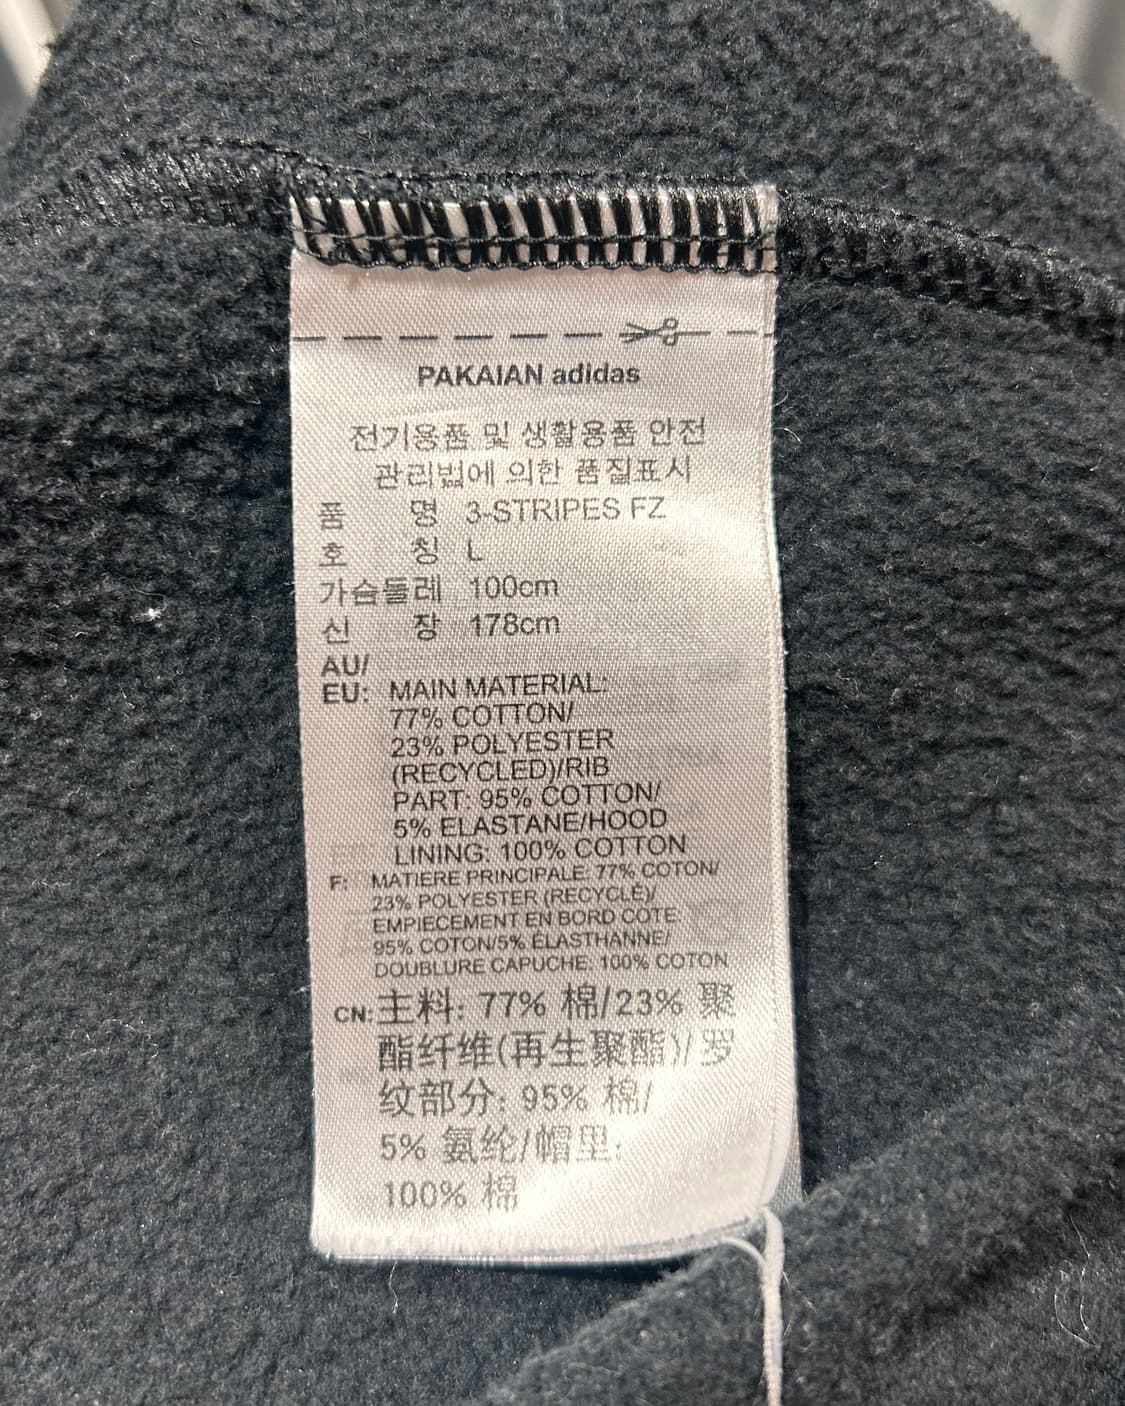 PAKAIAN adidas
전기용품 및 생활용품 안전
관리법에 의한 품질표시
품 명 3-STRIPES FZ
호 칭 L
가슴둘레 100cm
신 장 178cm
AU/
EU: MAIN MATERIAL:
77% COTTON/
23% POLYESTER
(RECYCLED)/RIB
PART: 95% COTTON/
5% ELASTANE/HOOD
LINING: 100% COTTON
F: MATIERE PRINCIPALE: 77% COTON/
23% POLYESTER (RECYCLÉ)/
EMPIECEMENT EN BORD COTE:
95% COTON/5% ÉLASTHANNE/
DOUBLURE CAPUCHE: 100% COTON
CN: 主料: 77% 棉/23% 聚
酯纤维(再生聚酯)/罗
纹部分: 95% 棉/
5% 氨纶/帽里:
100% 棉